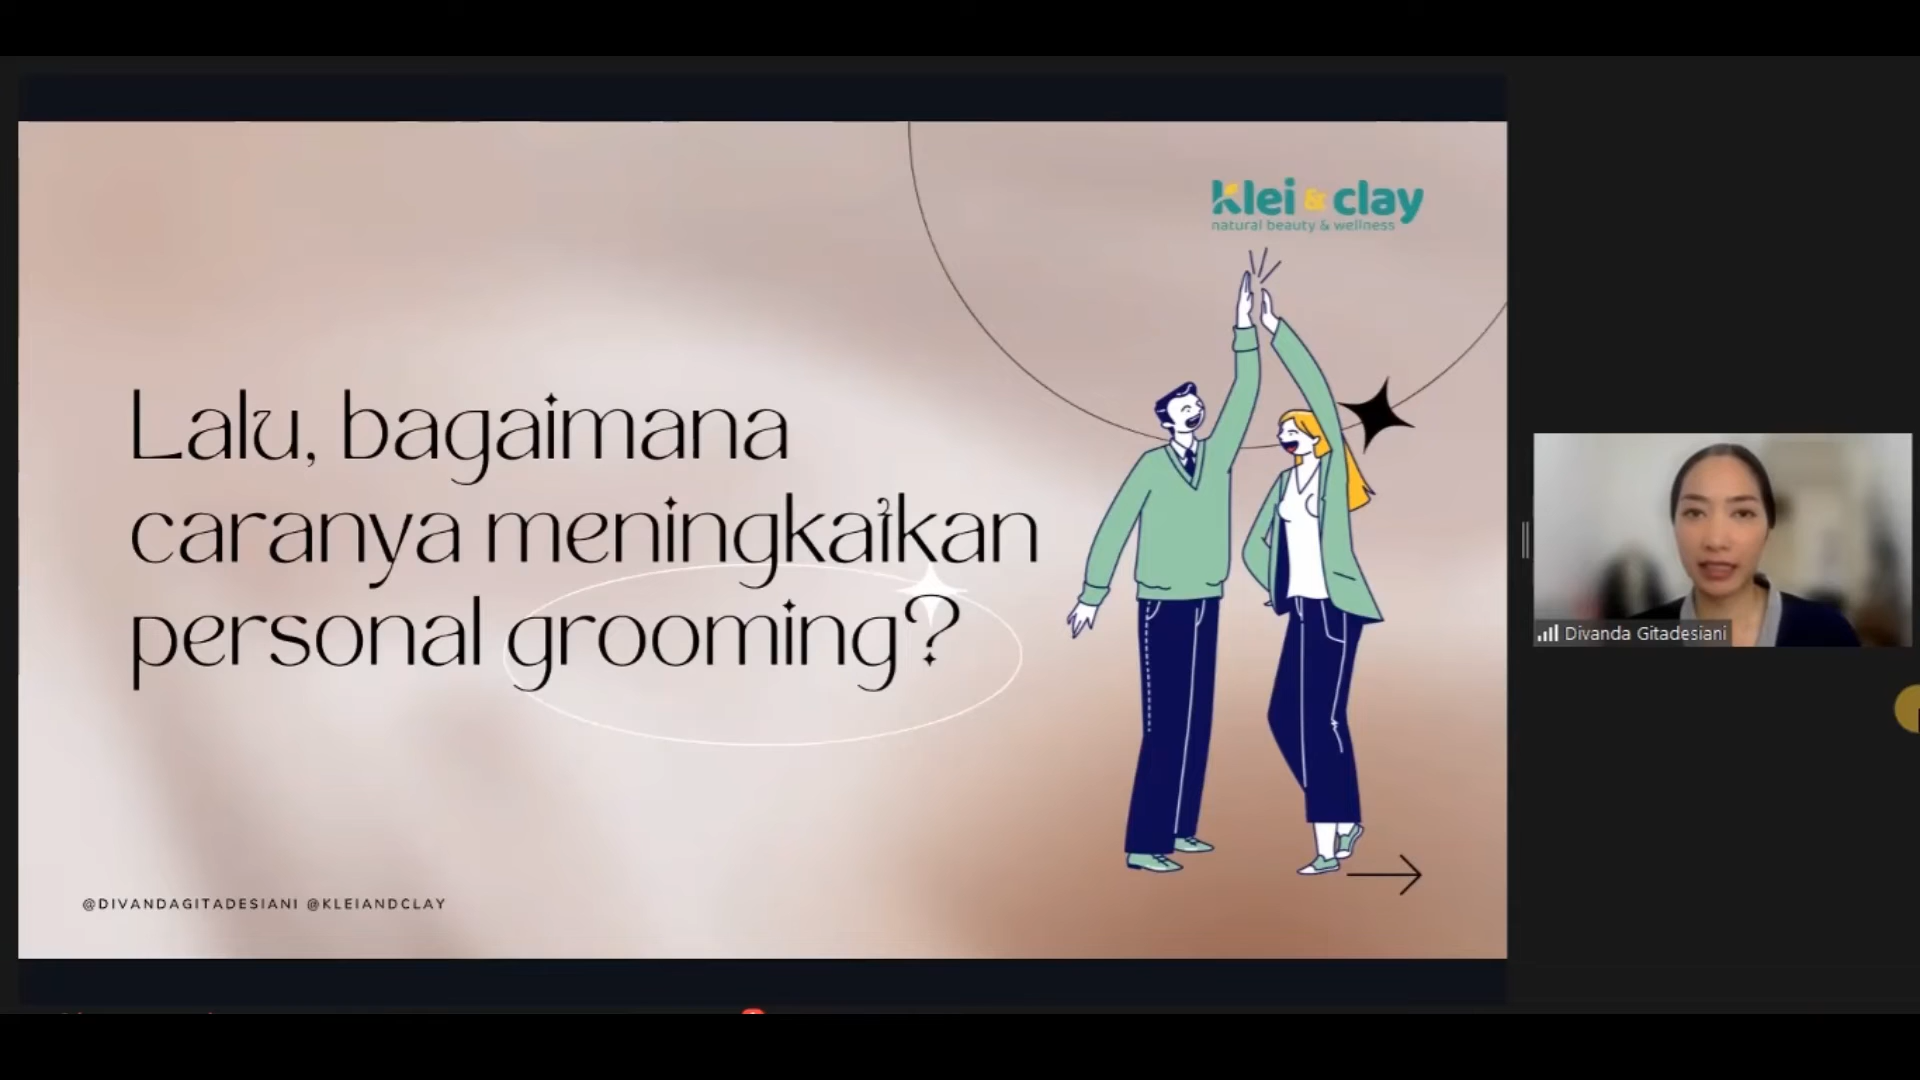 klei & clay
natural beauty & wellness
Lalu, bagaimana
caranya meningkatkan
personal grooming?
@DIVANDAGITADESIANI @KLEIANDCLAY
Divanda Gitadesiani